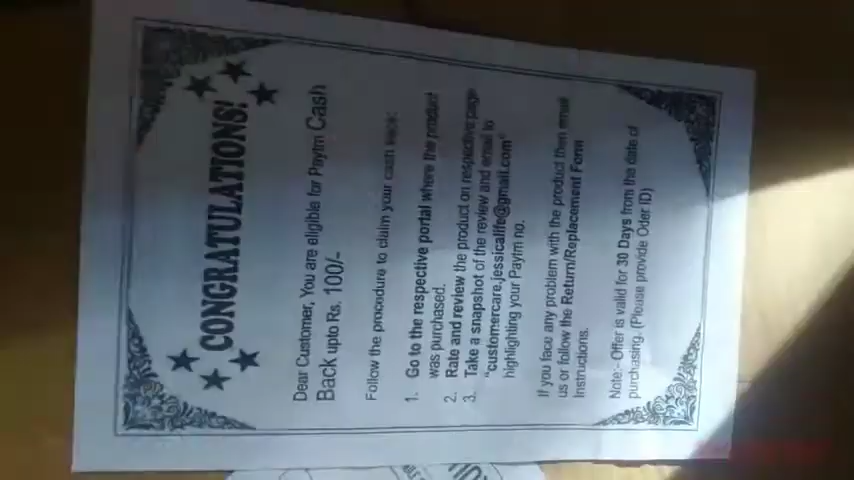 CONGRATULATIONS!
Dear Customer, You are eligible for Paytm Cash
Back upto Rs. 100/-
Follow the procedure to claim your cash back:
1. Go to the respective portal where the product
was purchased.
2. Rate and review the product on respective page
3. Take a snapshot of the review and email to
"customercare.jessicalife@gmail.com"
highlighting your Paytm no.
If you face any problem with the product then email
us or follow the Return/Replacement Form
Instructions.
Note:- Offer is valid for 30 Days from the date of
purchasing. (Please provide Oder ID)